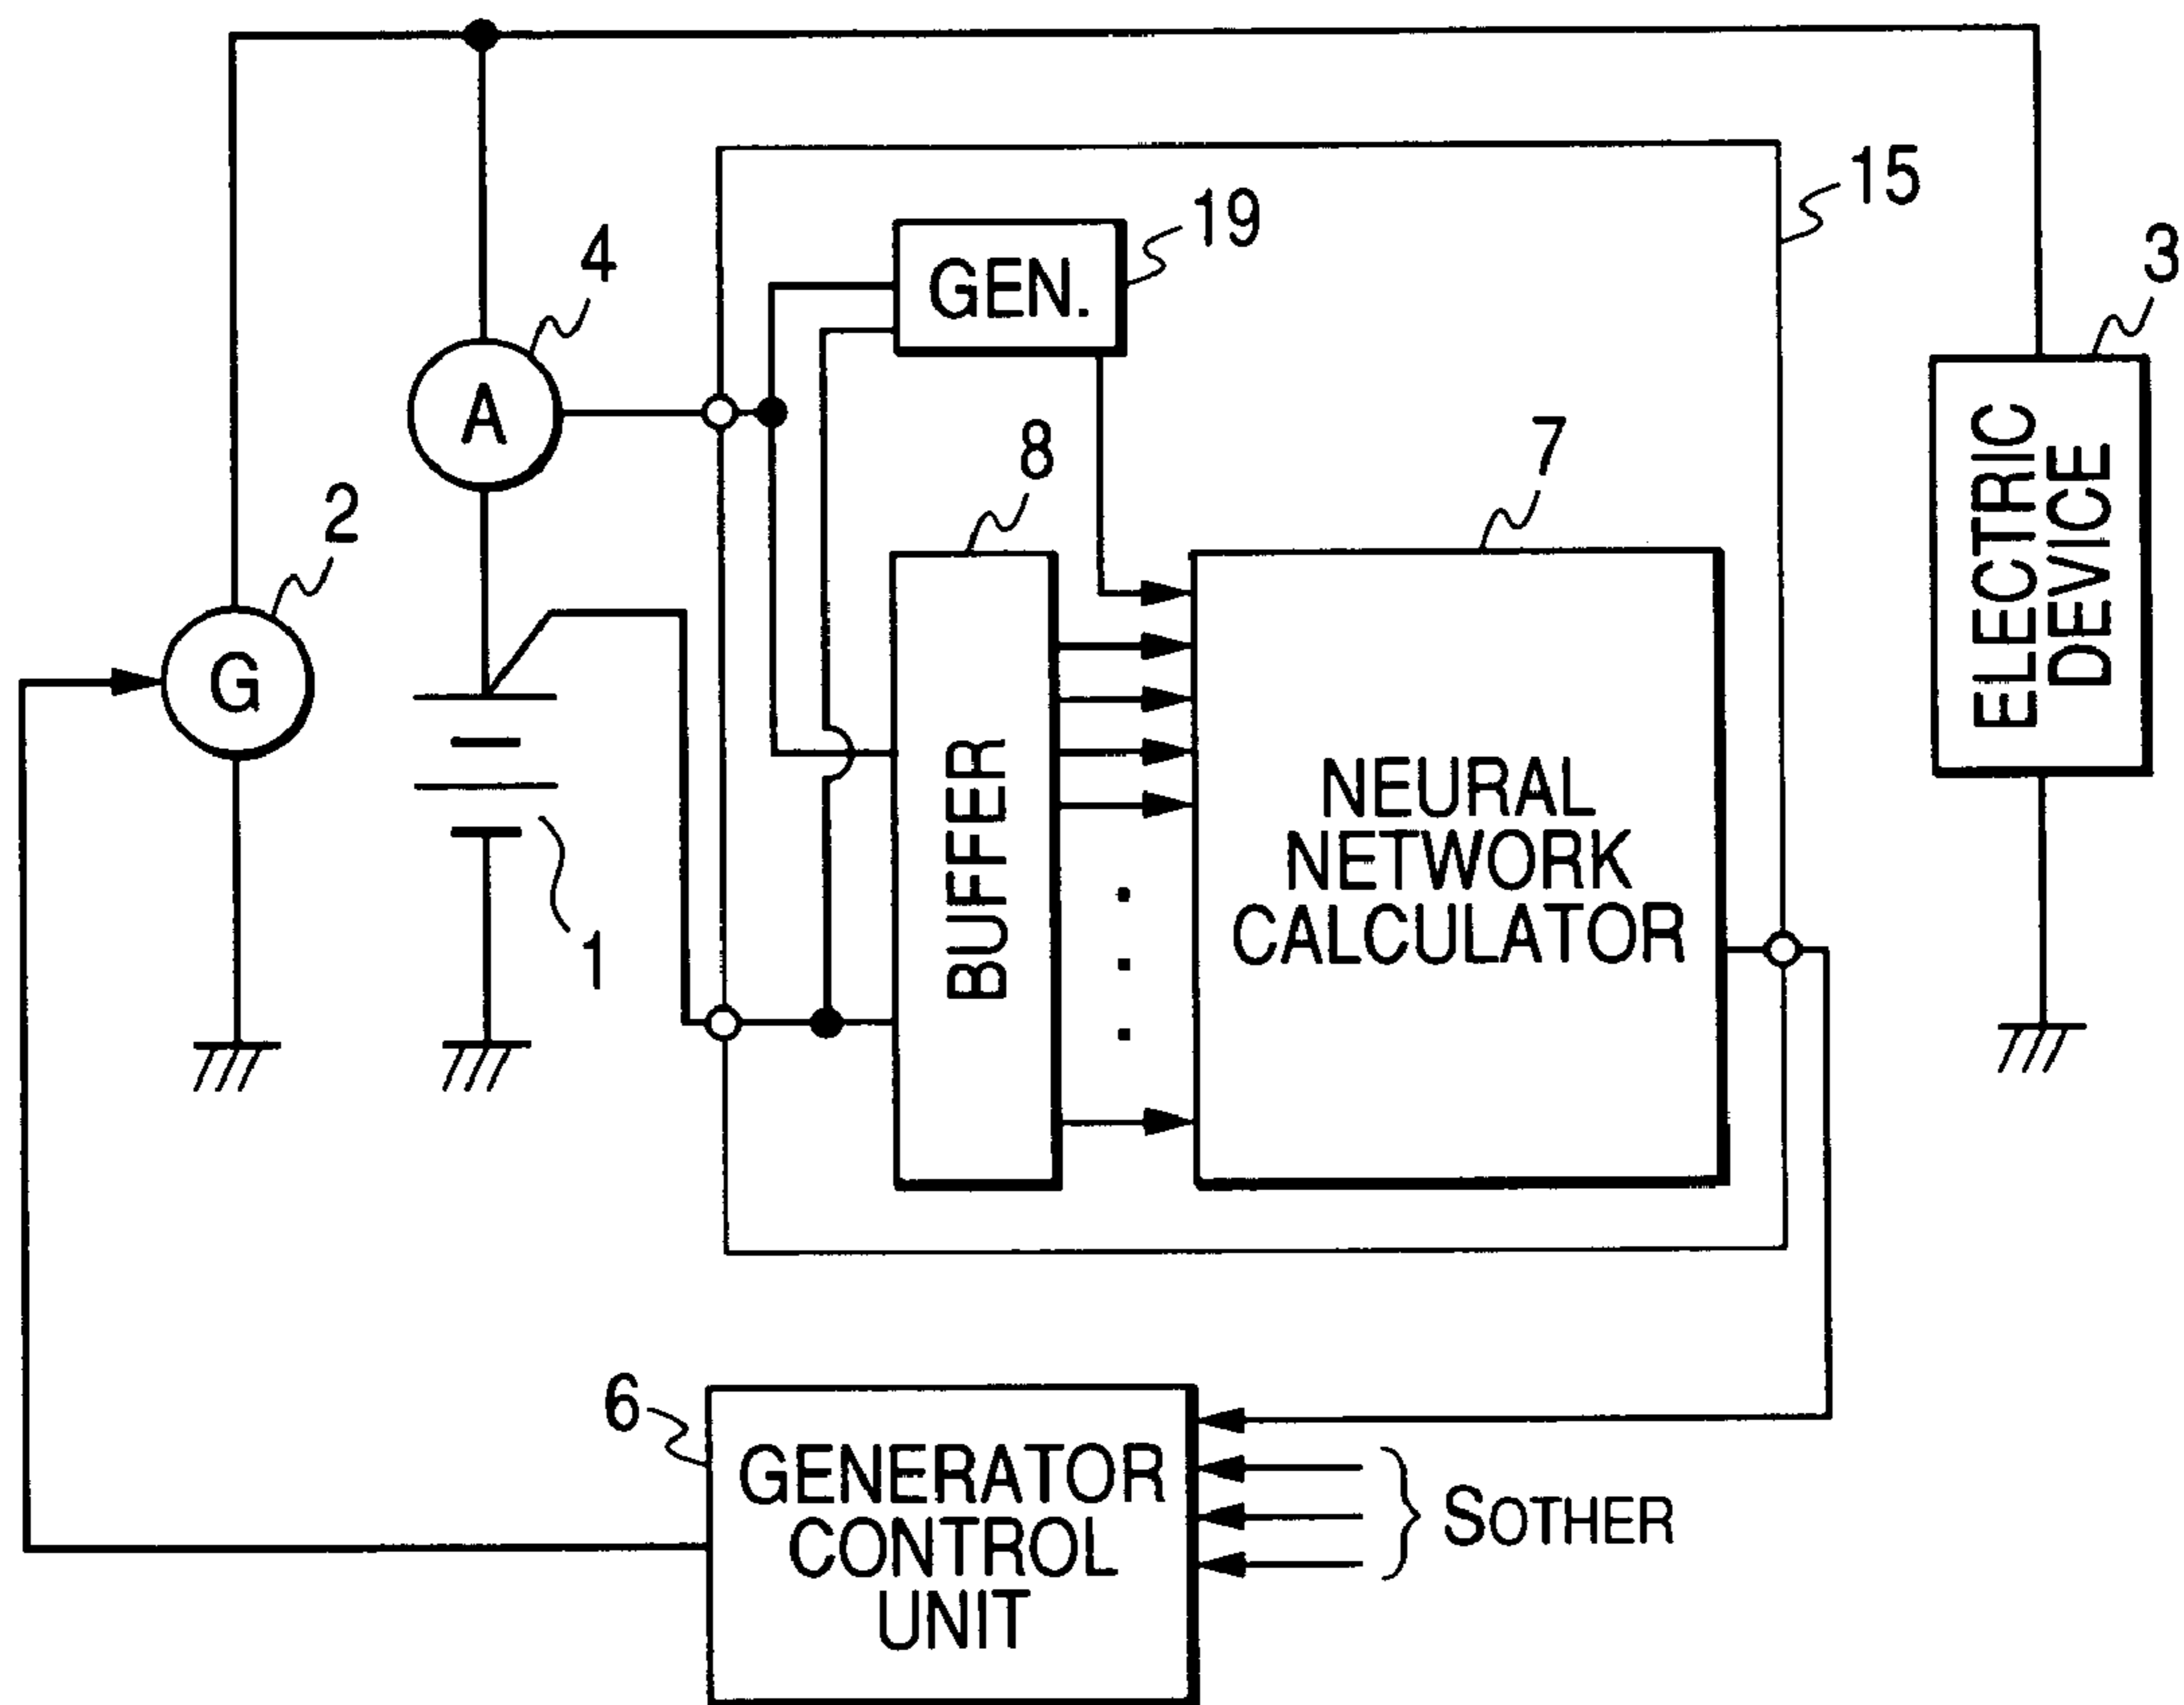 15
19
GEN.
4
3
A
8
7
2
ELECTRIC
DEVICE
G
BUFFER
NEURAL
NETWORK
CALCULATOR
1
6
GENERATOR
CONTROL
UNIT
SOTHER